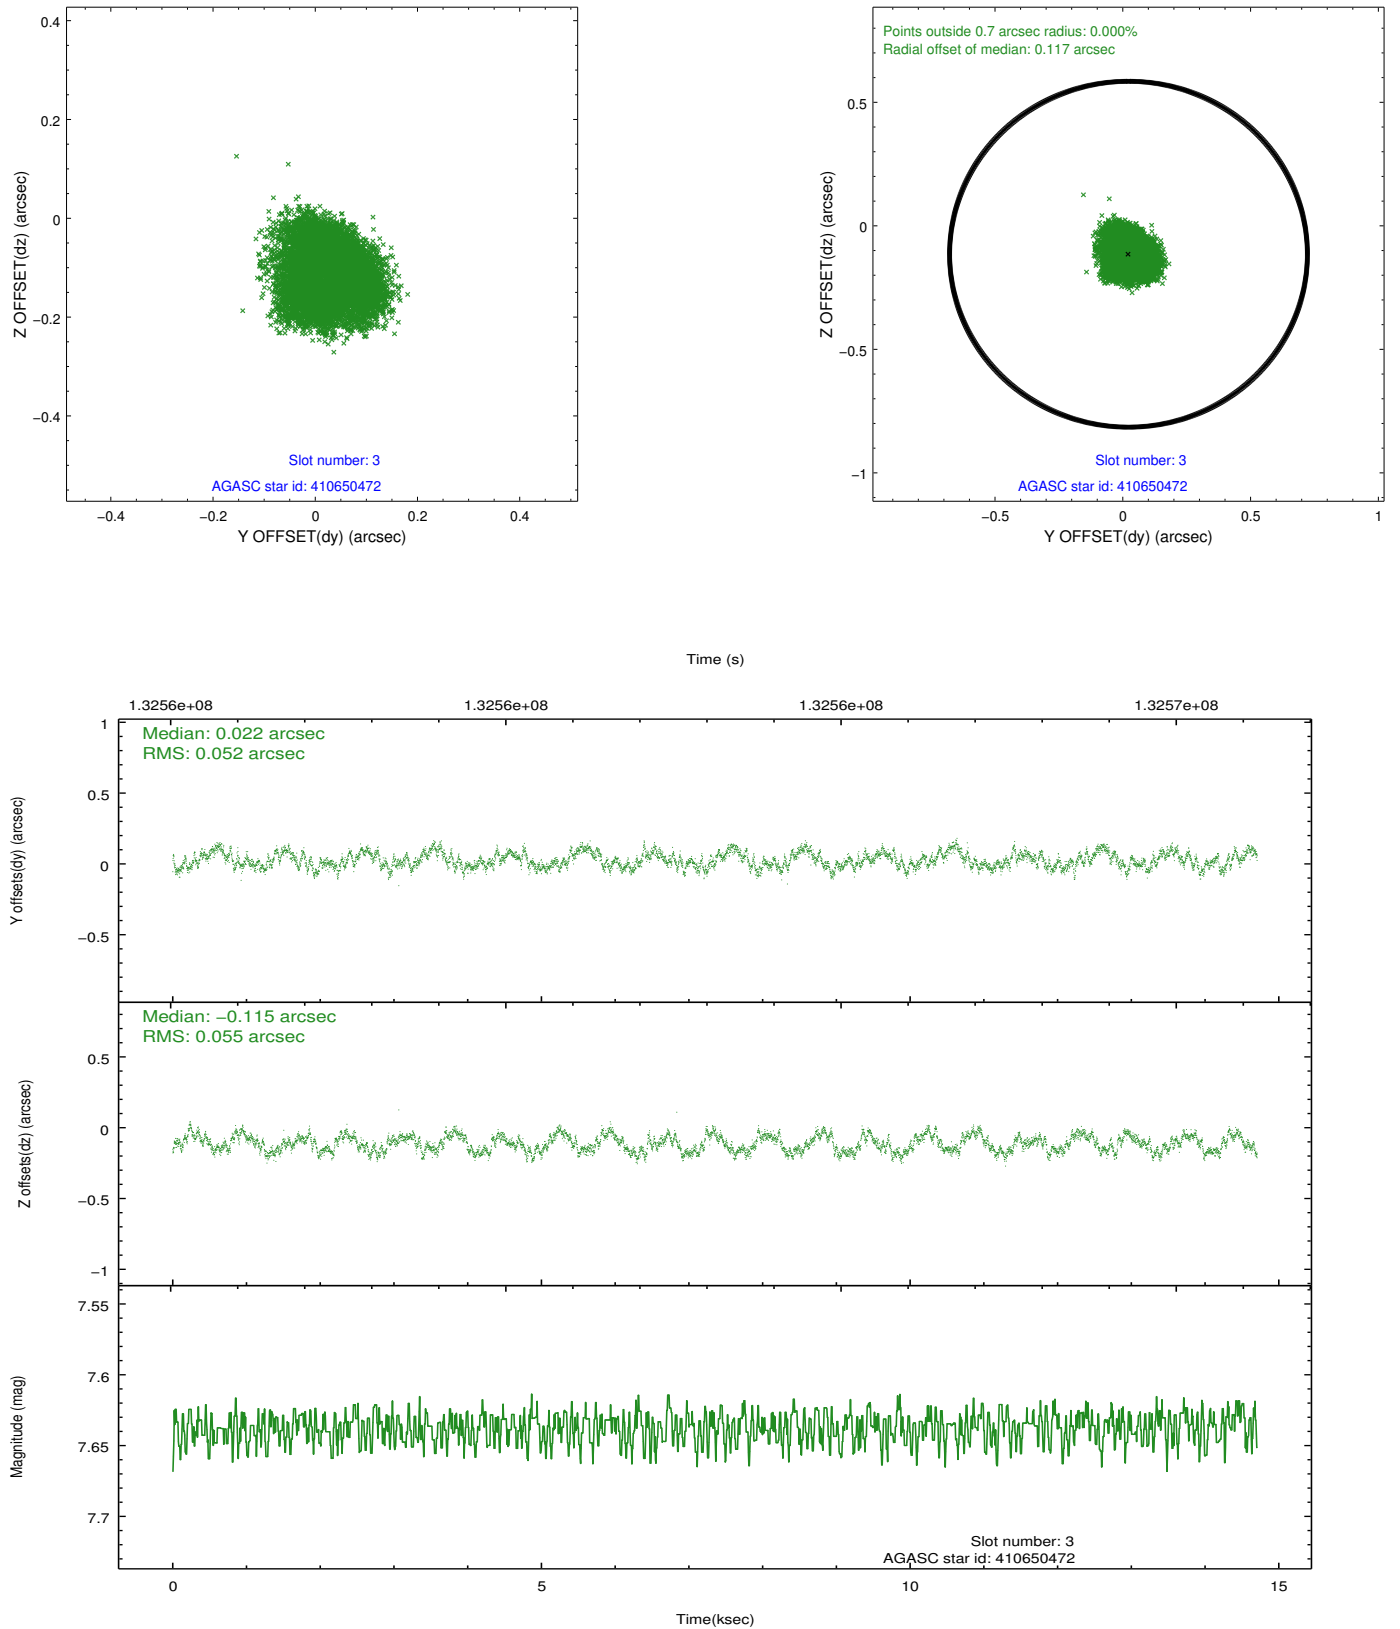 0.4
0.2
0
−0.2
−0.4
Z OFFSET(dz) (arcsec)
Slot number: 3
AGASC star id: 410650472
−0.4 −0.2 0 0.2 0.4
Y OFFSET(dy) (arcsec)
Points outside 0.7 arcsec radius: 0.000%
Radial offset of median: 0.117 arcsec
0.5
0
−0.5
−1
Z OFFSET(dz) (arcsec)
Slot number: 3
AGASC star id: 410650472
−0.5 0 0.5 1
Y OFFSET(dy) (arcsec)
Time (s)
1.3256e+08 1.3256e+08 1.3256e+08 1.3257e+08
Median: 0.022 arcsec
RMS: 0.052 arcsec
1
0.5
0
−0.5
Y offsets(dy) (arcsec)
Median: −0.115 arcsec
RMS: 0.055 arcsec
0.5
0
−0.5
−1
Z offsets(dz) (arcsec)
7.55
7.6
7.65
7.7
Magnitude (mag)
Slot number: 3
AGASC star id: 410650472
0 5 10 15
Time(ksec)